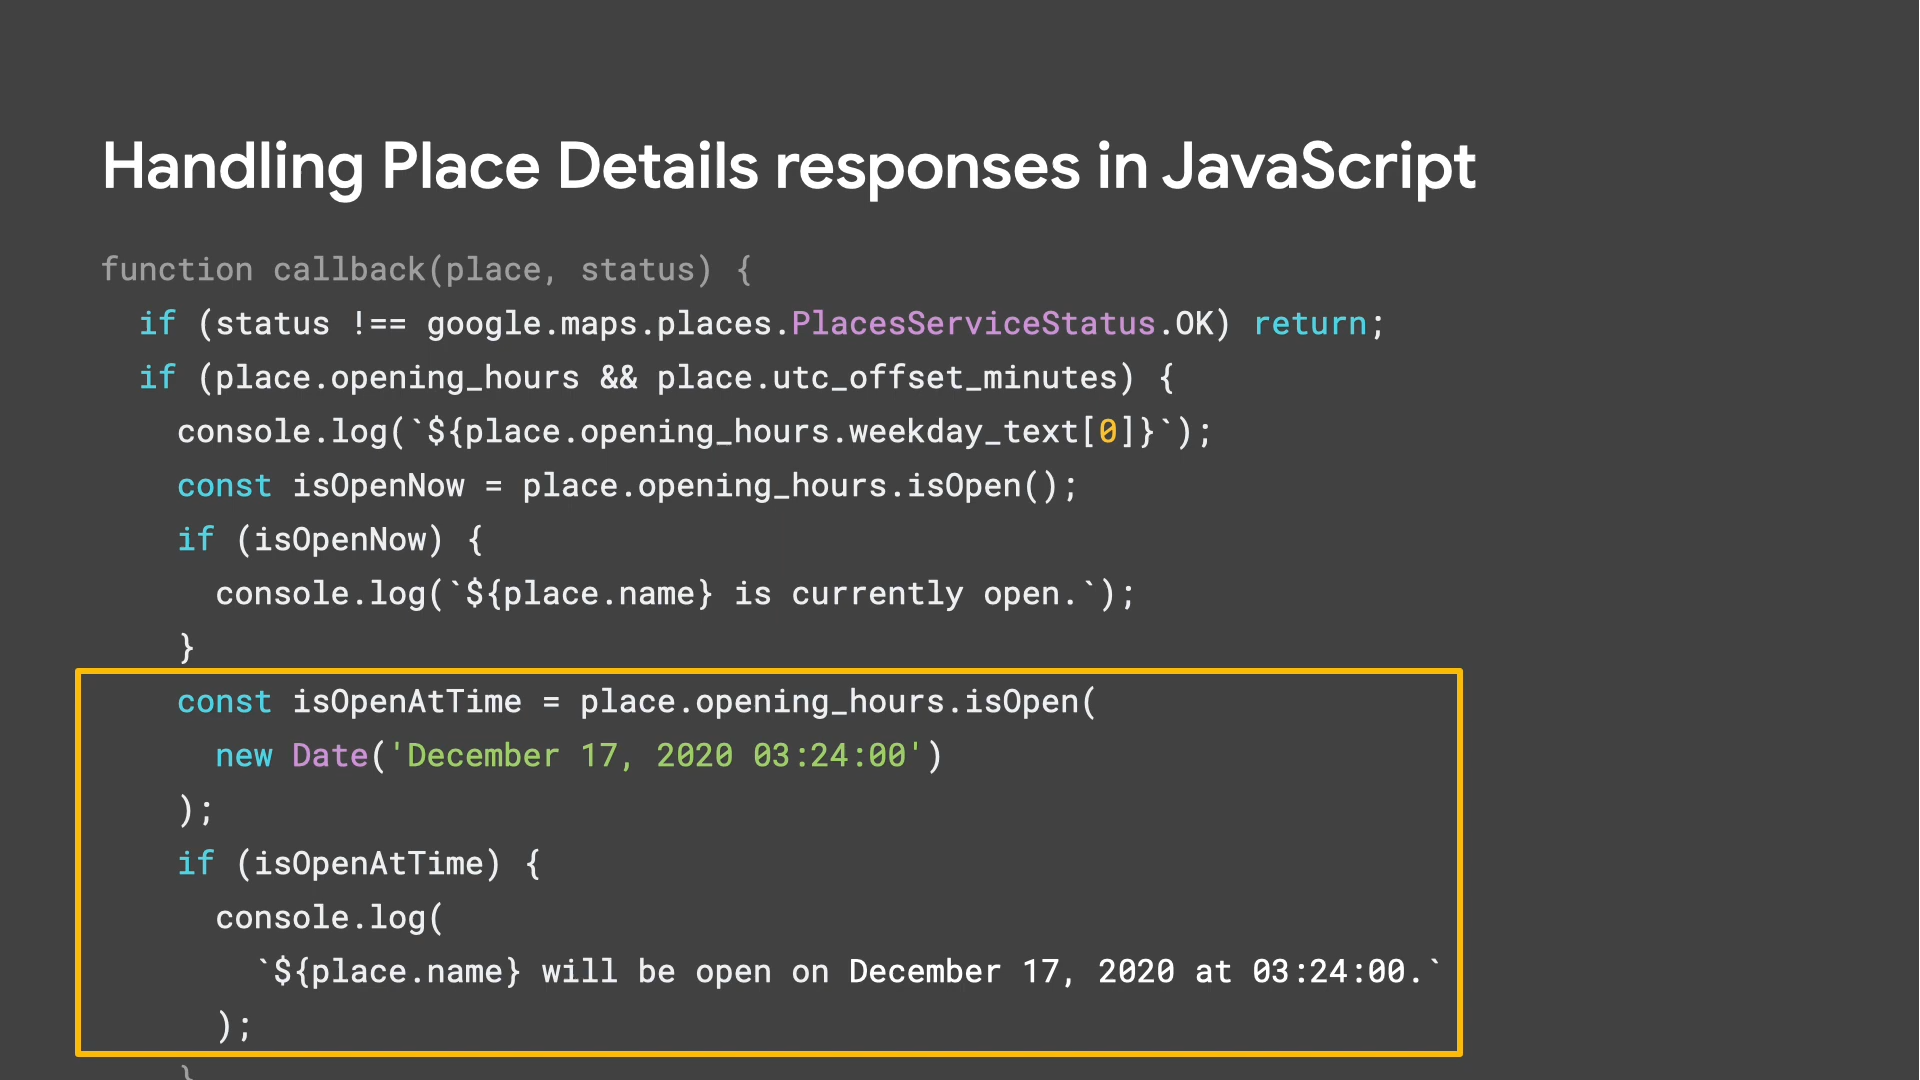 Handling Place Details responses in JavaScript
function callback(place, status) {
  if (status !== google.maps.places.PlacesServiceStatus.OK) return;
  if (place.opening_hours && place.utc_offset_minutes) {
    console.log(`${place.opening_hours.weekday_text[0]}`);
    const isOpenNow = place.opening_hours.isOpen();
    if (isOpenNow) {
      console.log(`${place.name} is currently open.`);
    }
    const isOpenAtTime = place.opening_hours.isOpen(
      new Date('December 17, 2020 03:24:00')
    );
    if (isOpenAtTime) {
      console.log(
        `${place.name} will be open on December 17, 2020 at 03:24:00.`
      );
    }